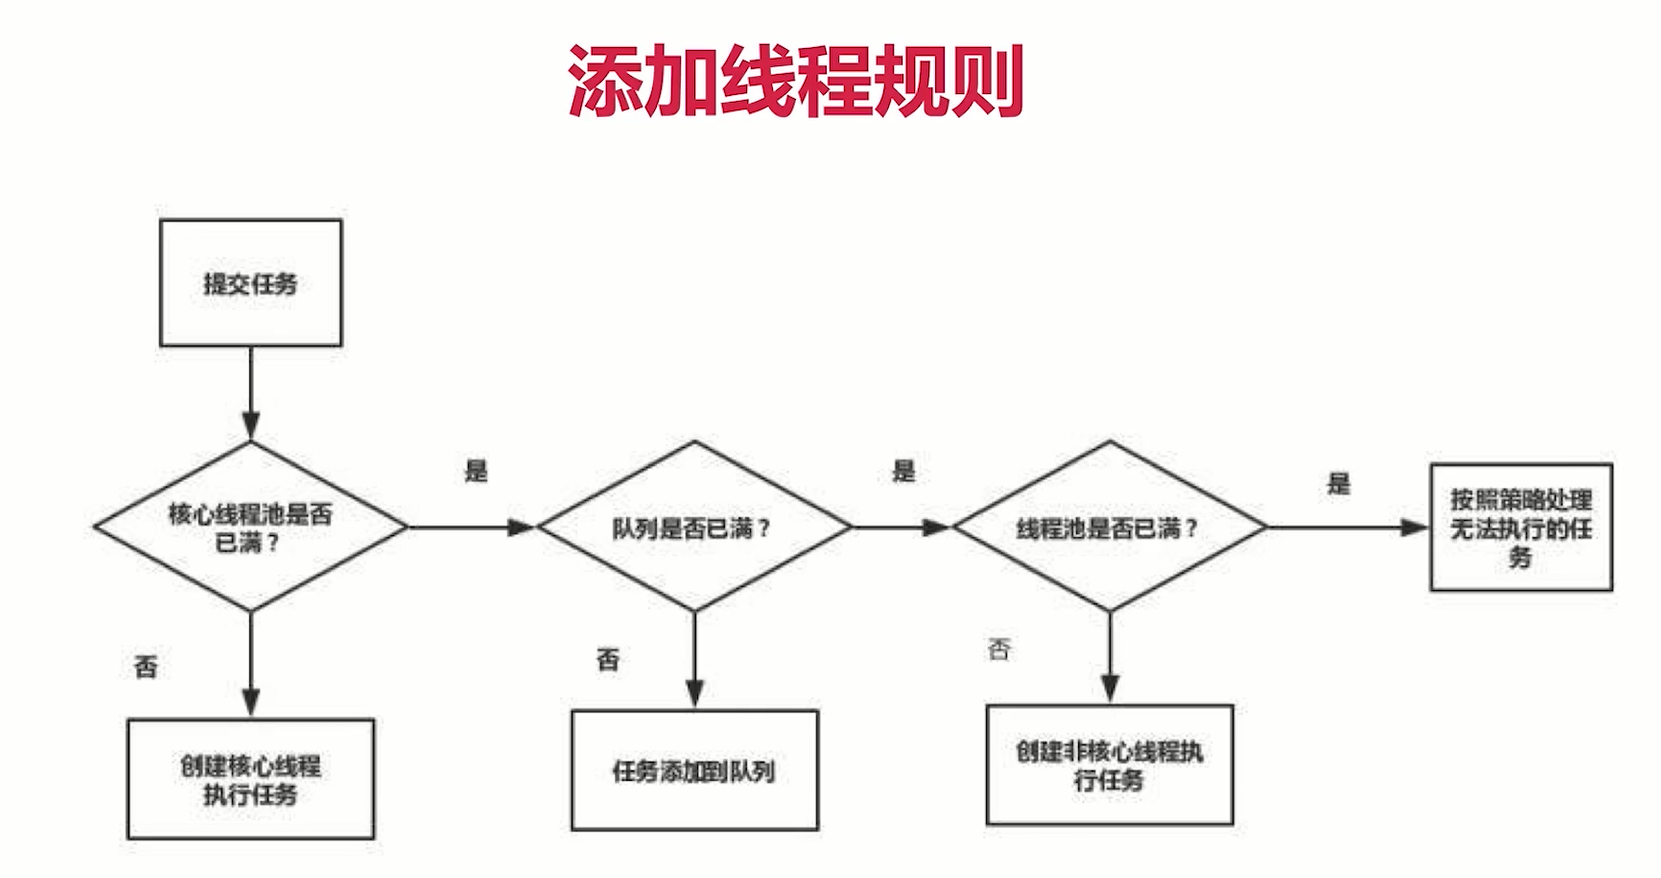 添加线程规则
提交任务
核心线程池是否
已满？
是
队列是否已满？
是
线程池是否已满？
是
按照策略处理
无法执行的任
务
否
创建核心线程
执行任务
否
任务添加到队列
否
创建非核心线程执
行任务